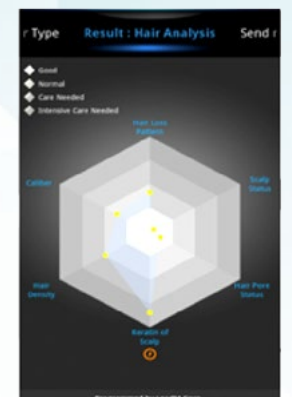 r Type Result : Hair Analysis Send r
Good
Normal
Care Needed
Intensive Care Needed
Hair Loss
Pattern
Caliber
Scalp
Status
Hair
Density
Hair Pore
Status
Keratin of
Scalp